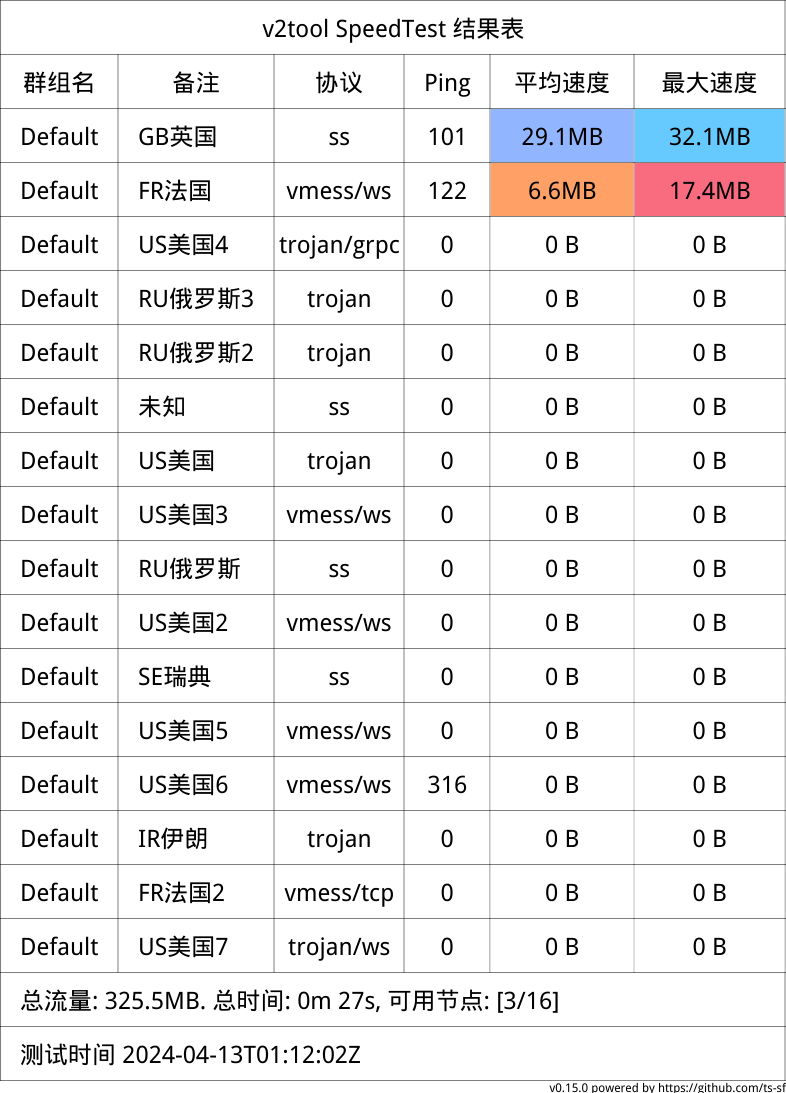 v2tool SpeedTest 结果表
群组名 备注 协议 Ping 平均速度 最大速度
Default GB英国 ss 101 29.1MB 32.1MB
Default FR法国 vmess/ws 122 6.6MB 17.4MB
Default US美国4 trojan/grpc 0 0 B 0 B
Default RU俄罗斯3 trojan 0 0 B 0 B
Default RU俄罗斯2 trojan 0 0 B 0 B
Default 未知 ss 0 0 B 0 B
Default US美国 trojan 0 0 B 0 B
Default US美国3 vmess/ws 0 0 B 0 B
Default RU俄罗斯 ss 0 0 B 0 B
Default US美国2 vmess/ws 0 0 B 0 B
Default SE瑞典 ss 0 0 B 0 B
Default US美国5 vmess/ws 0 0 B 0 B
Default US美国6 vmess/ws 316 0 B 0 B
Default IR伊朗 trojan 0 0 B 0 B
Default FR法国2 vmess/tcp 0 0 B 0 B
Default US美国7 trojan/ws 0 0 B 0 B
总流量: 325.5MB. 总时间: 0m 27s, 可用节点: [3/16]
测试时间 2024-04-13T01:12:02Z
v0.15.0 powered by https://github.com/ts-sf